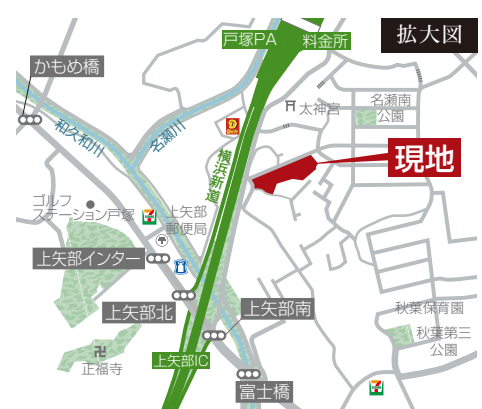 拡大図
戸塚PA
料金所
かもめ橋
太神宮
名瀬南
公園
和久和川
名瀬川
横浜新道
現地
ゴルフ
ステーション戸塚
上矢部
郵便局
上矢部インター
上矢部北
上矢部南
秋葉保育園
秋葉第三
公園
上矢部IC
正福寺
富士橋